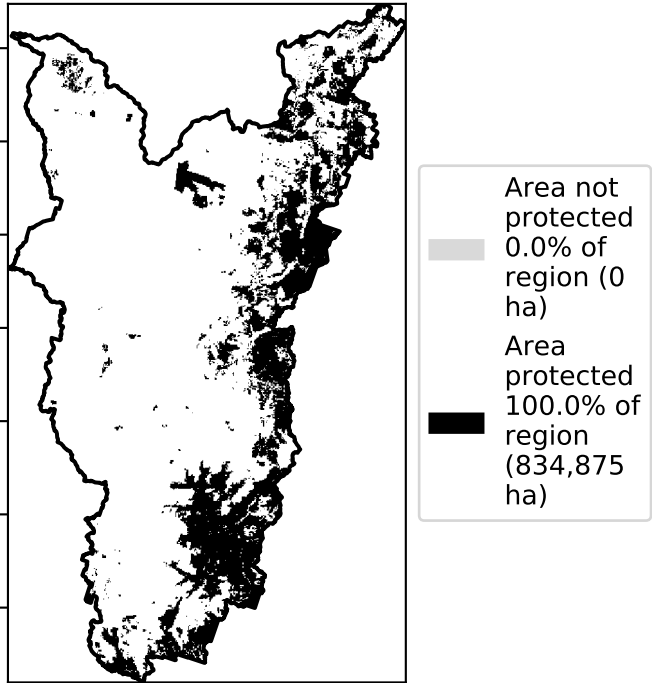 Area not
protected
0.0% of
region (0
ha)
Area
protected
100.0% of
region
(834,875
ha)